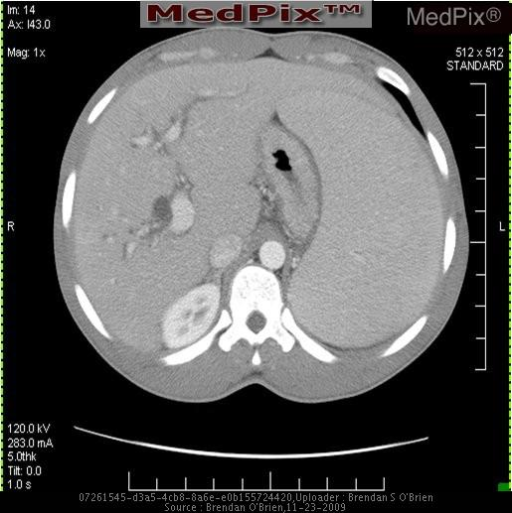 Im: 14
Ax: I43.0
Mag: 1x
MedPix™
MedPix®
512 x 512
STANDARD
R
L
120.0 kV
283.0 mA
5.0thk
Tilt: 0.0
1.0 s
07261545-d3a5-4cb8-8a6e-e0b155724420,Uploader : Brendan S O'Brien
Source : Brendan O'Brien,11-23-2009